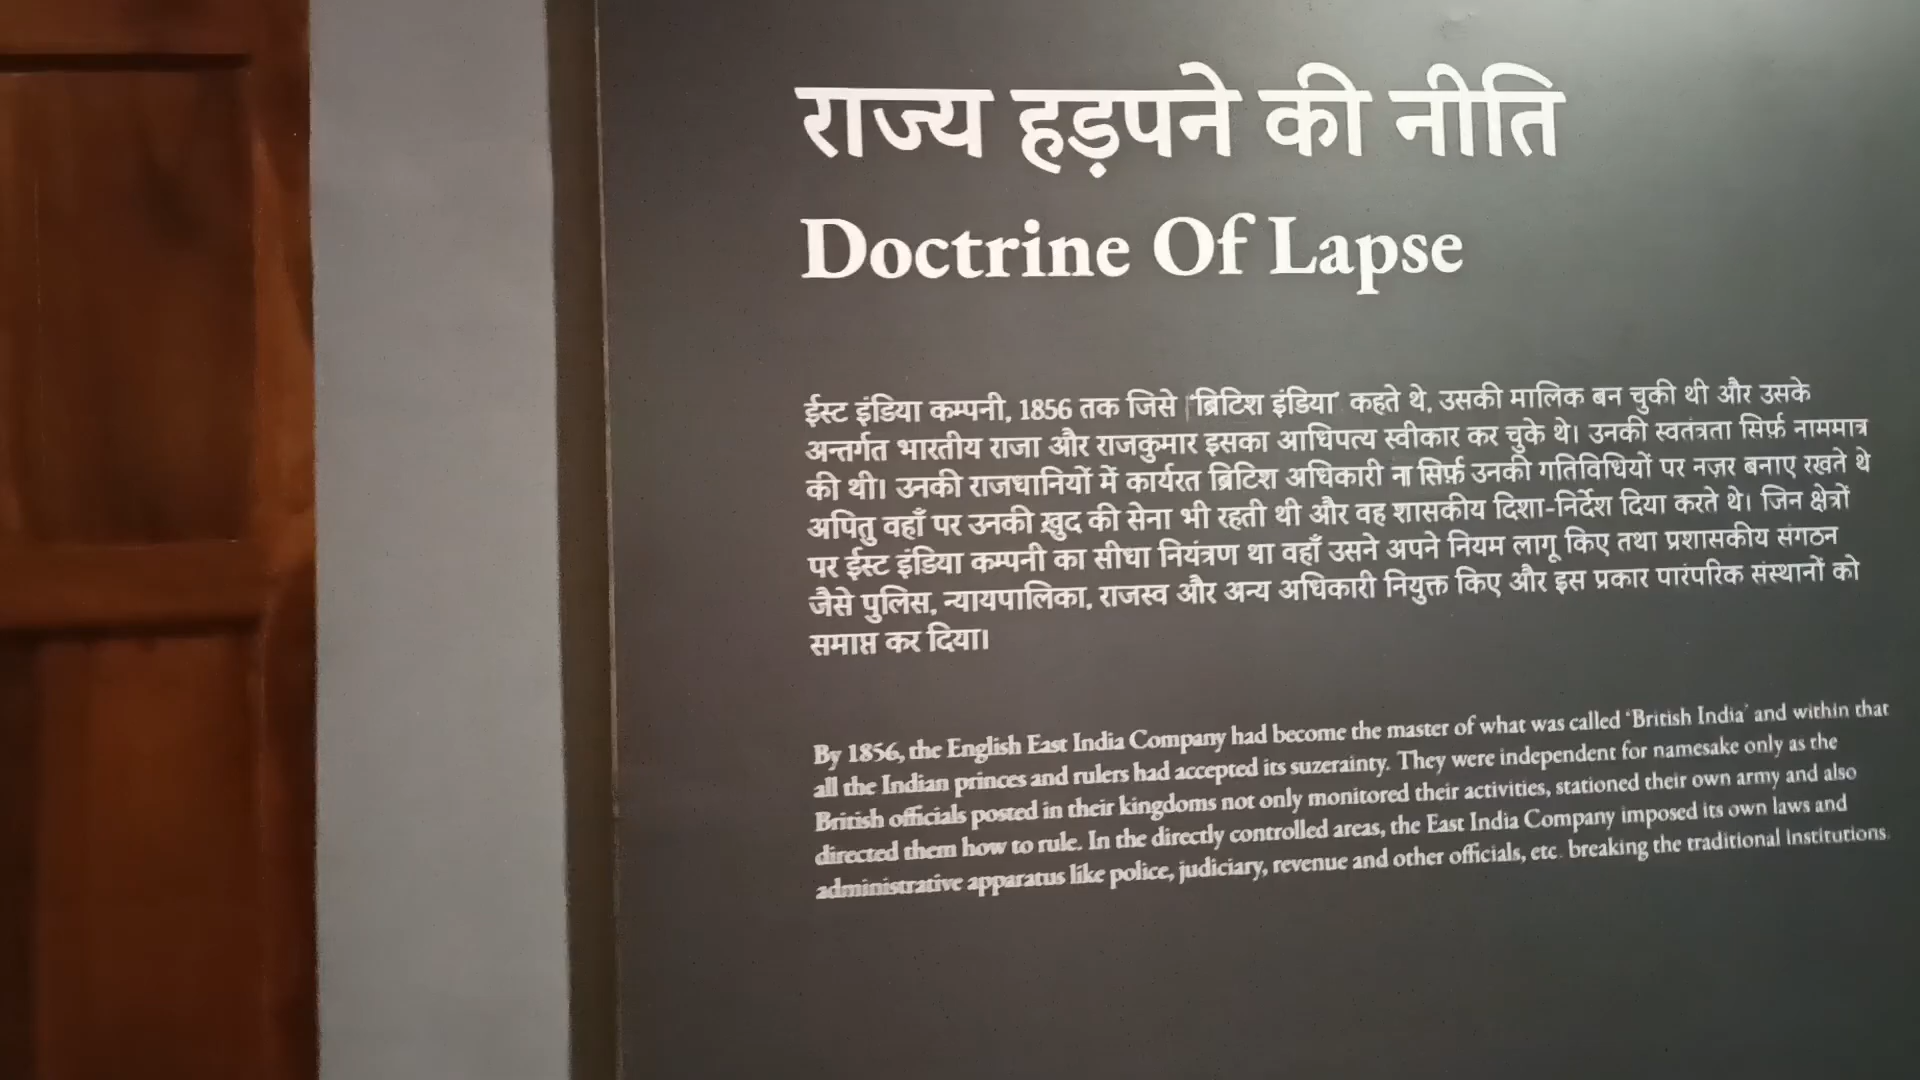 राज्य हड़पने की नीति
Doctrine Of Lapse
ईस्ट इंडिया कम्पनी, 1856 तक जिसे 'ब्रिटिश इंडिया' कहते थे, उसकी मालिक बन चुकी थी और उसके
अन्तर्गत भारतीय राजा और राजकुमार इसका आधिपत्य स्वीकार कर चुके थे। उनकी स्वतंत्रता सिर्फ़ नाममात्र
की थी। उनकी राजधानियों में कार्यरत ब्रिटिश अधिकारी ना सिर्फ़ उनकी गतिविधियों पर नज़र बनाए रखते थे
अपितु वहाँ पर उनकी ख़ुद की सेना भी रहती थी और वह शासकीय दिशा-निर्देश दिया करते थे। जिन क्षेत्रों
पर ईस्ट इंडिया कम्पनी का सीधा नियंत्रण था वहाँ उसने अपने नियम लागू किए तथा प्रशासकीय संगठन
जैसे पुलिस, न्यायपालिका, राजस्व और अन्य अधिकारी नियुक्त किए और इस प्रकार पारंपरिक संस्थानों को
समाप्त कर दिया।
By 1856, the English East India Company had become the master of what was called 'British India' and within that
all the Indian princes and rulers had accepted its suzerainty. They were independent for namesake only as the
British officials posted in their kingdoms not only monitored their activities, stationed their own army and also
directed them how to rule. In the directly controlled areas, the East India Company imposed its own laws and
administrative apparatus like police, judiciary, revenue and other officials, etc. breaking the traditional Institutions.